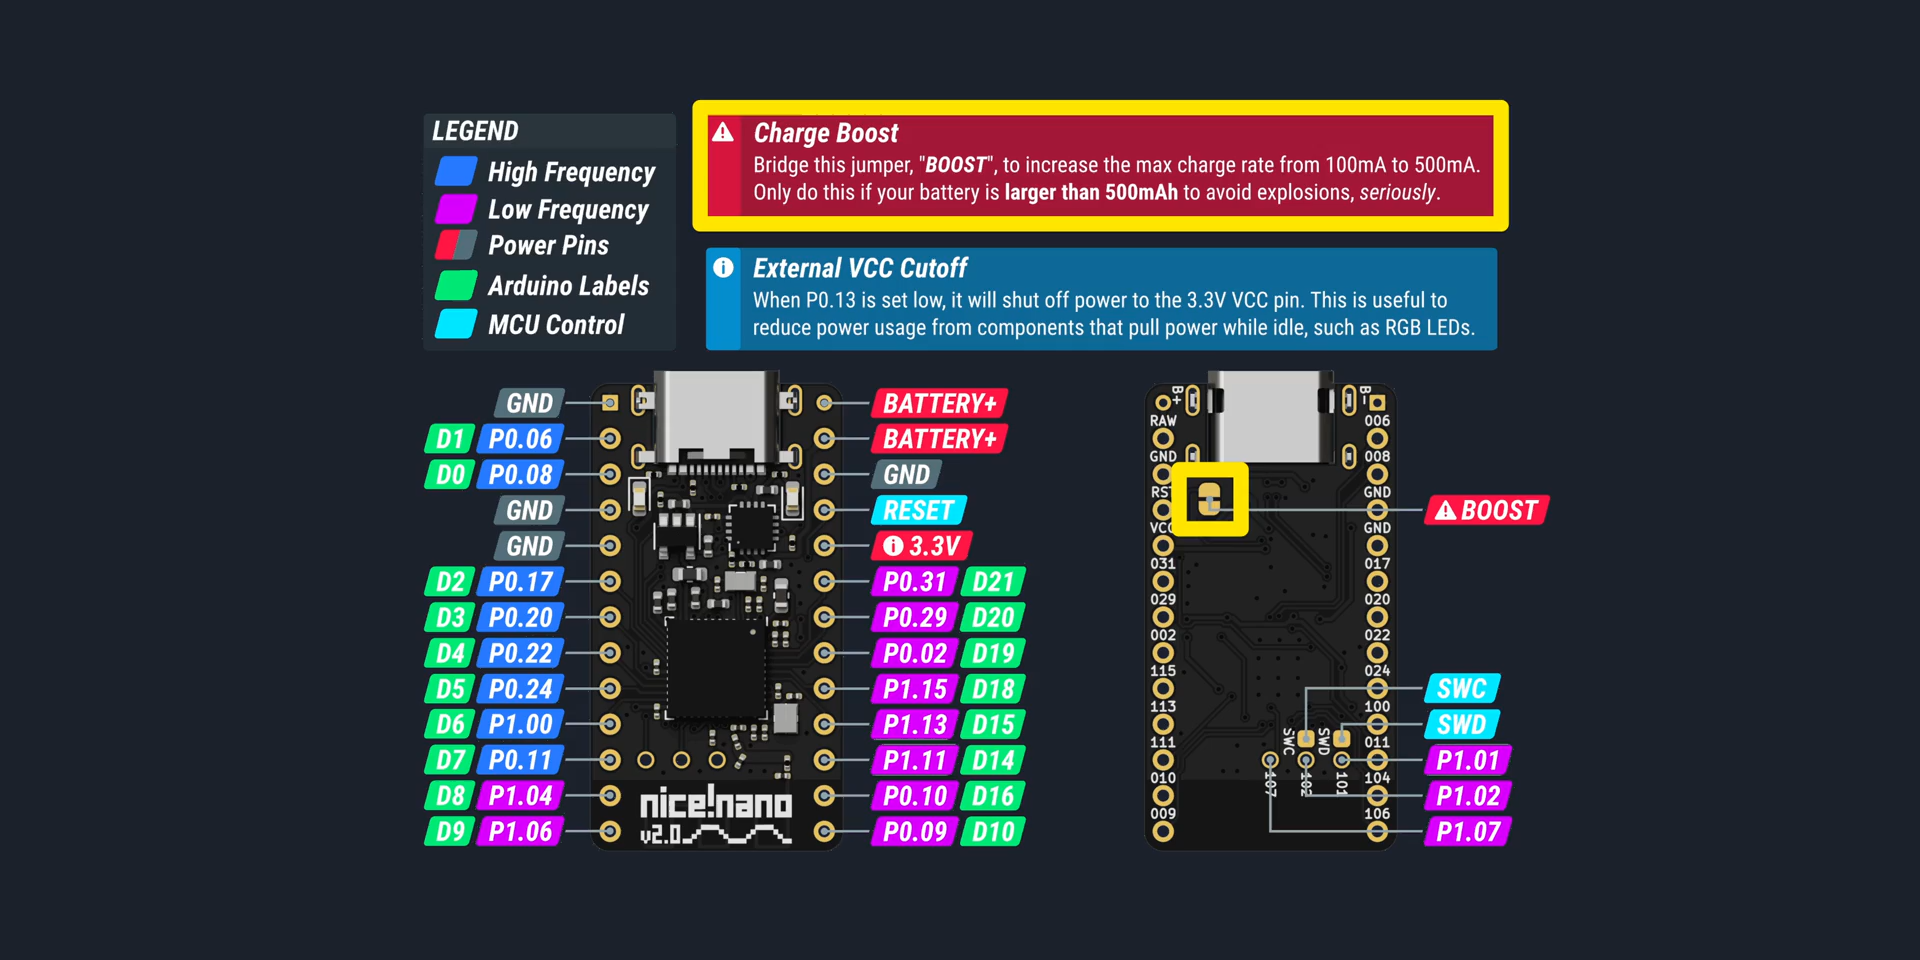 LEGEND
High Frequency
Low Frequency
Power Pins
Arduino Labels
MCU Control
Charge Boost
Bridge this jumper, "BOOST", to increase the max charge rate from 100mA to 500mA.
Only do this if your battery is larger than 500mAh to avoid explosions, seriously.
External VCC Cutoff
When P0.13 is set low, it will shut off power to the 3.3V VCC pin. This is useful to
reduce power usage from components that pull power while idle, such as RGB LEDs.
GND
D1 P0.06
D0 P0.08
GND
GND
D2 P0.17
D3 P0.20
D4 P0.22
D5 P0.24
D6 P1.00
D7 P0.11
D8 P1.04
D9 P1.06
nice!nano
v2.0
BATTERY+
BATTERY+
GND
RESET
3.3V
P0.31 D21
P0.29 D20
P0.02 D19
P1.15 D18
P1.13 D15
P1.11 D14
P0.10 D16
P0.09 D10
B+
RAW
GND
RST
VCC
031
029
002
115
113
111
010
009
B-
006
008
GND
GND
017
020
022
024
100
011
104
106
SWC
SWD
107
102
101
BOOST
SWC
SWD
P1.01
P1.02
P1.07